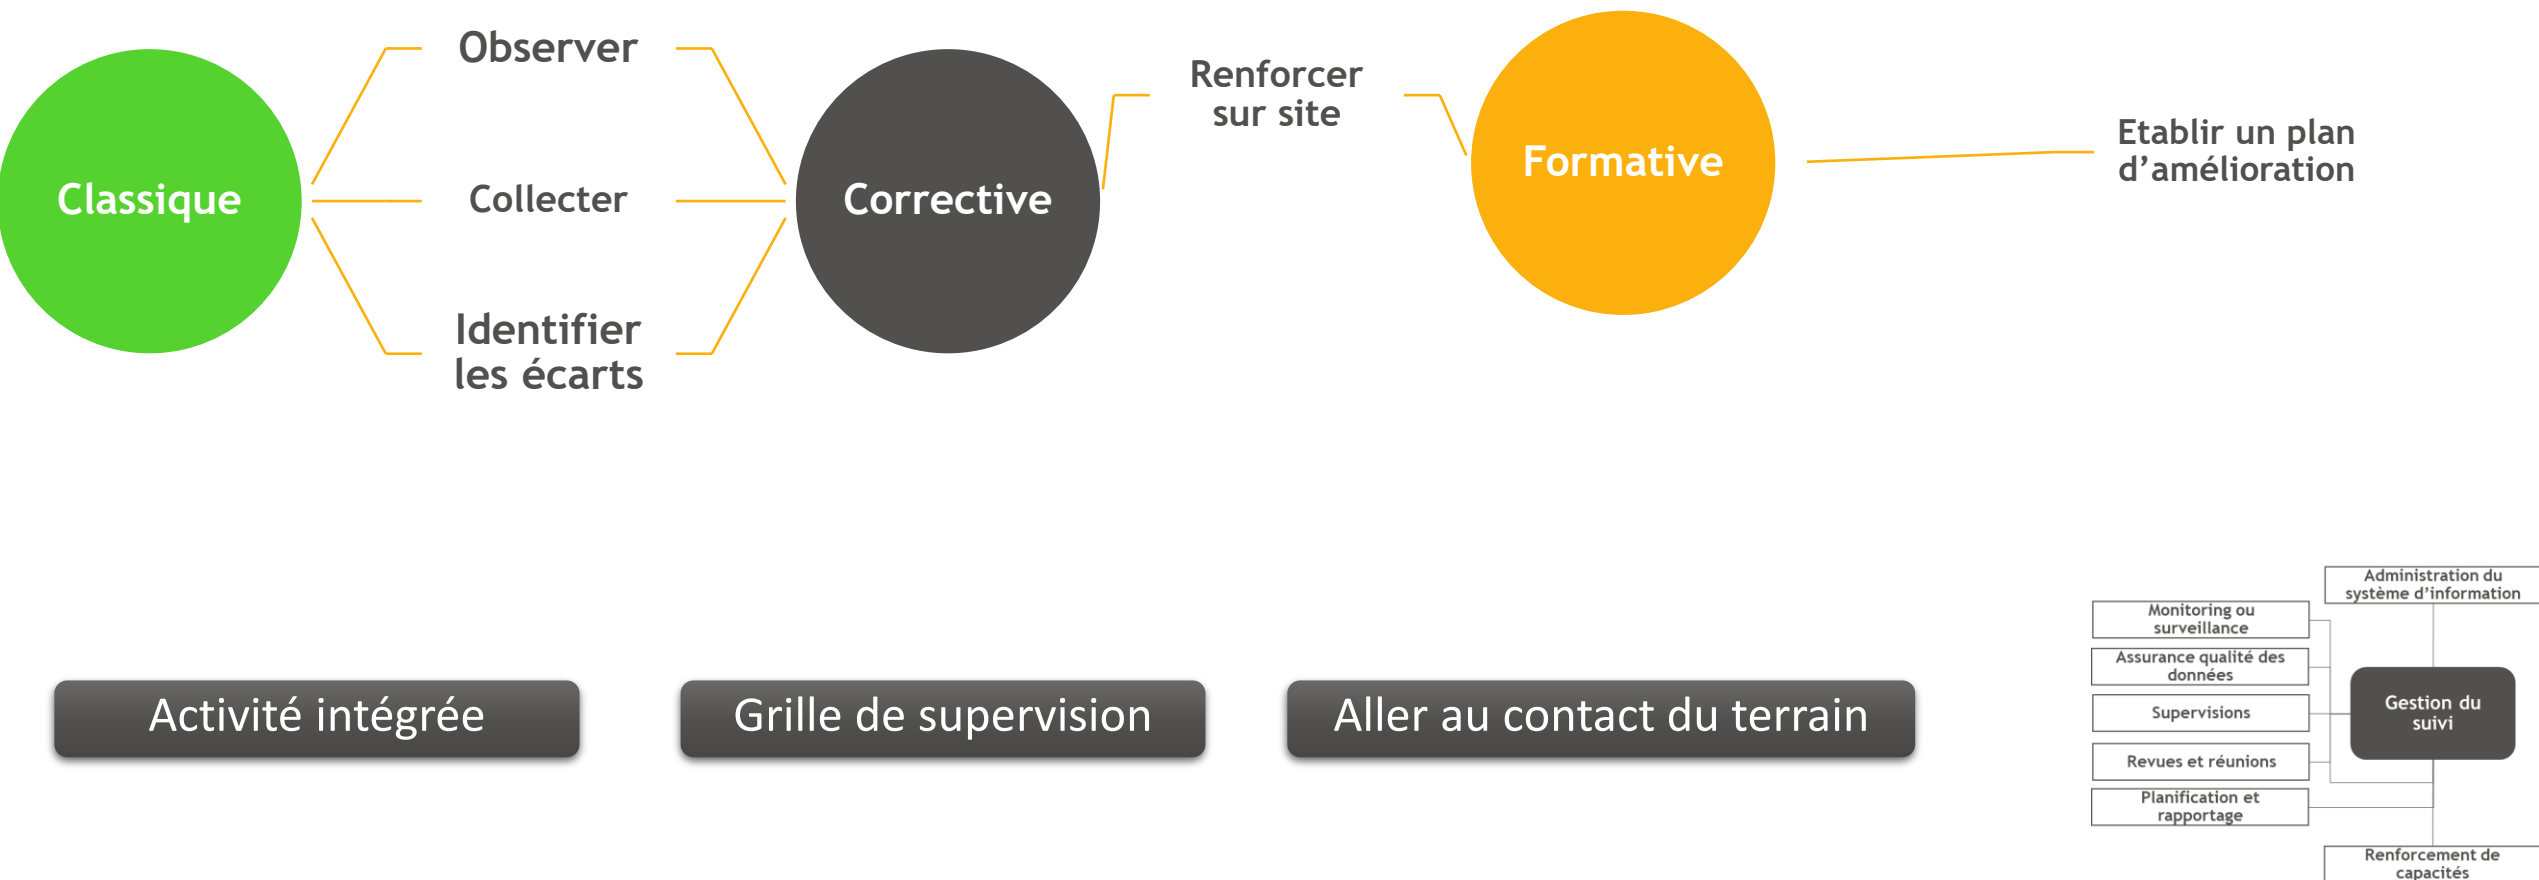 Classique
Observer
Collecter
Identifier
les écarts
Corrective
Renforcer
sur site
Formative
Etablir un plan
d’amélioration
Activité intégrée
Grille de supervision
Aller au contact du terrain
Administration du
système d’information
Monitoring ou
surveillance
Assurance qualité des
données
Supervisions
Revues et réunions
Planification et
rapportage
Gestion du
suivi
Renforcement de
capacités